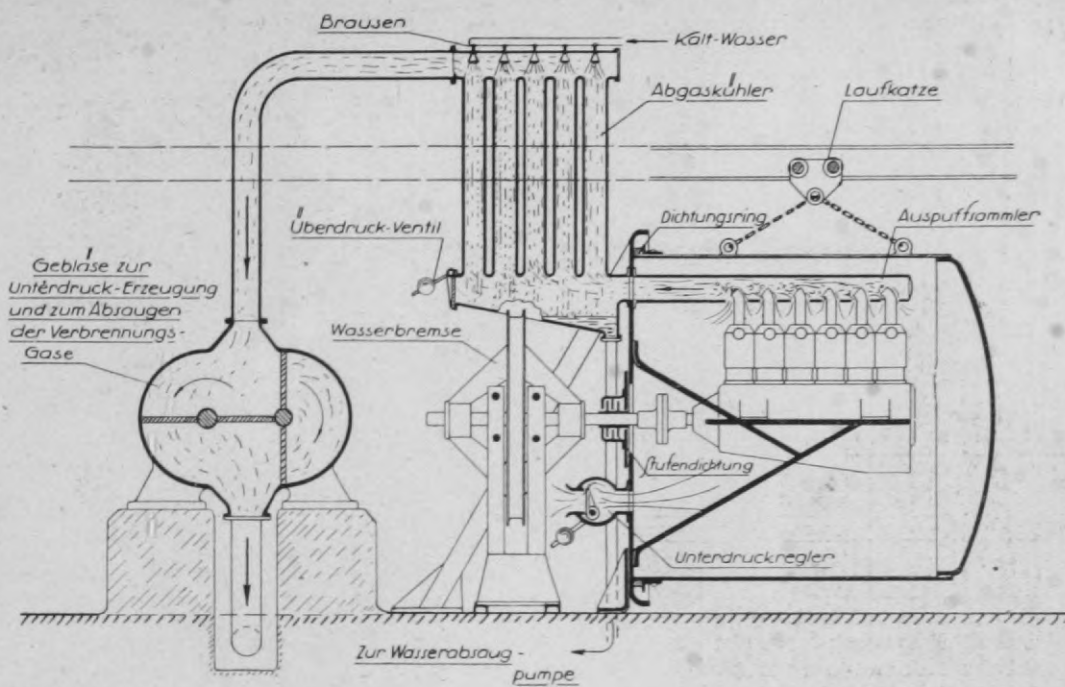 Brausen
Kalt-Wasser
Abgaskühler
Laufkatze
Überdruck-Ventil
Dichtungsring
Auspuffsammler
Gebläse zur
Unterdruck-Erzeugung
und zum Absaugen
der Verbrennungs-
Gase
Wasserbremse
Stufendichtung
Unterdruckregler
Zur Wasserabsaug-
pumpe